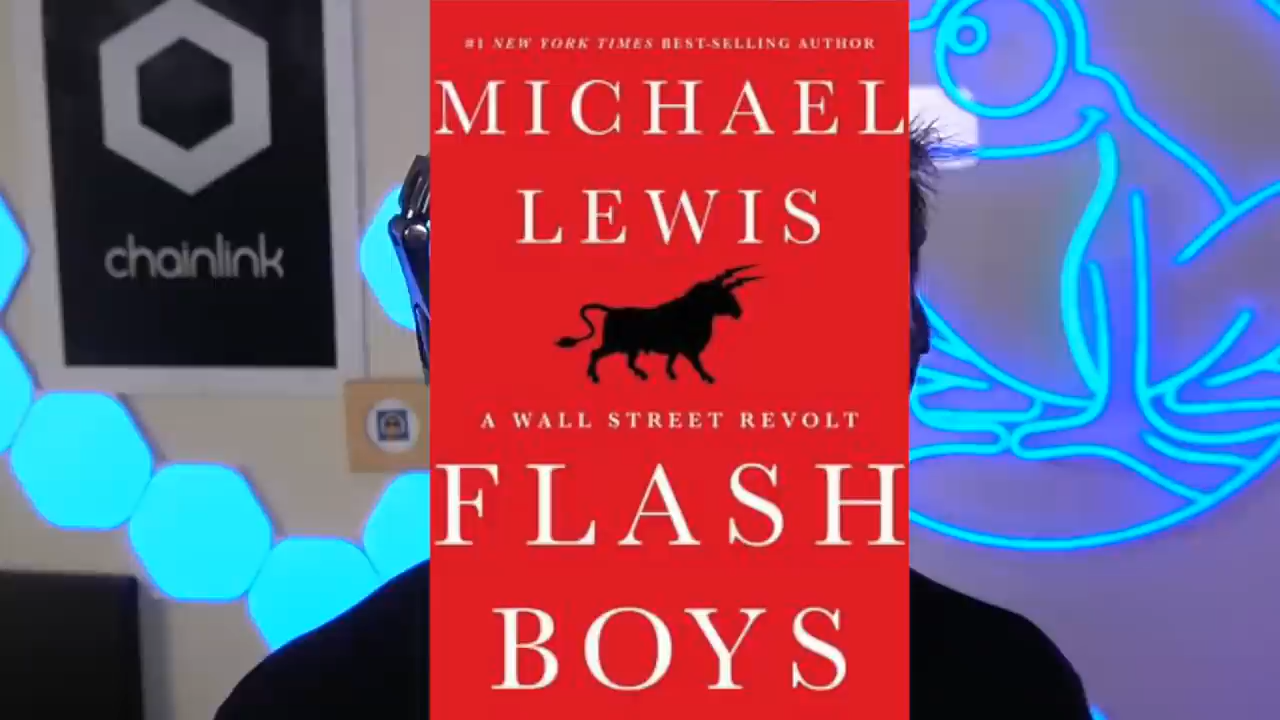 chainlink
#1 NEW YORK TIMES BEST-SELLING AUTHOR
MICHAEL
LEWIS
A WALL STREET REVOLT
FLASH
BOYS